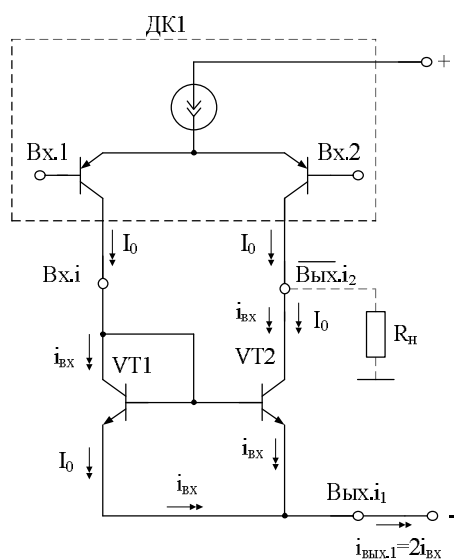 ДК1
+
Вх.1
Вх.2
I₀
I₀
Вх.i
Вых.i₂
iвх
I₀
iвх
Rн
VT1
VT2
I₀
iвх
iвх
Вых.i₁
-
iвых.1=2iвх